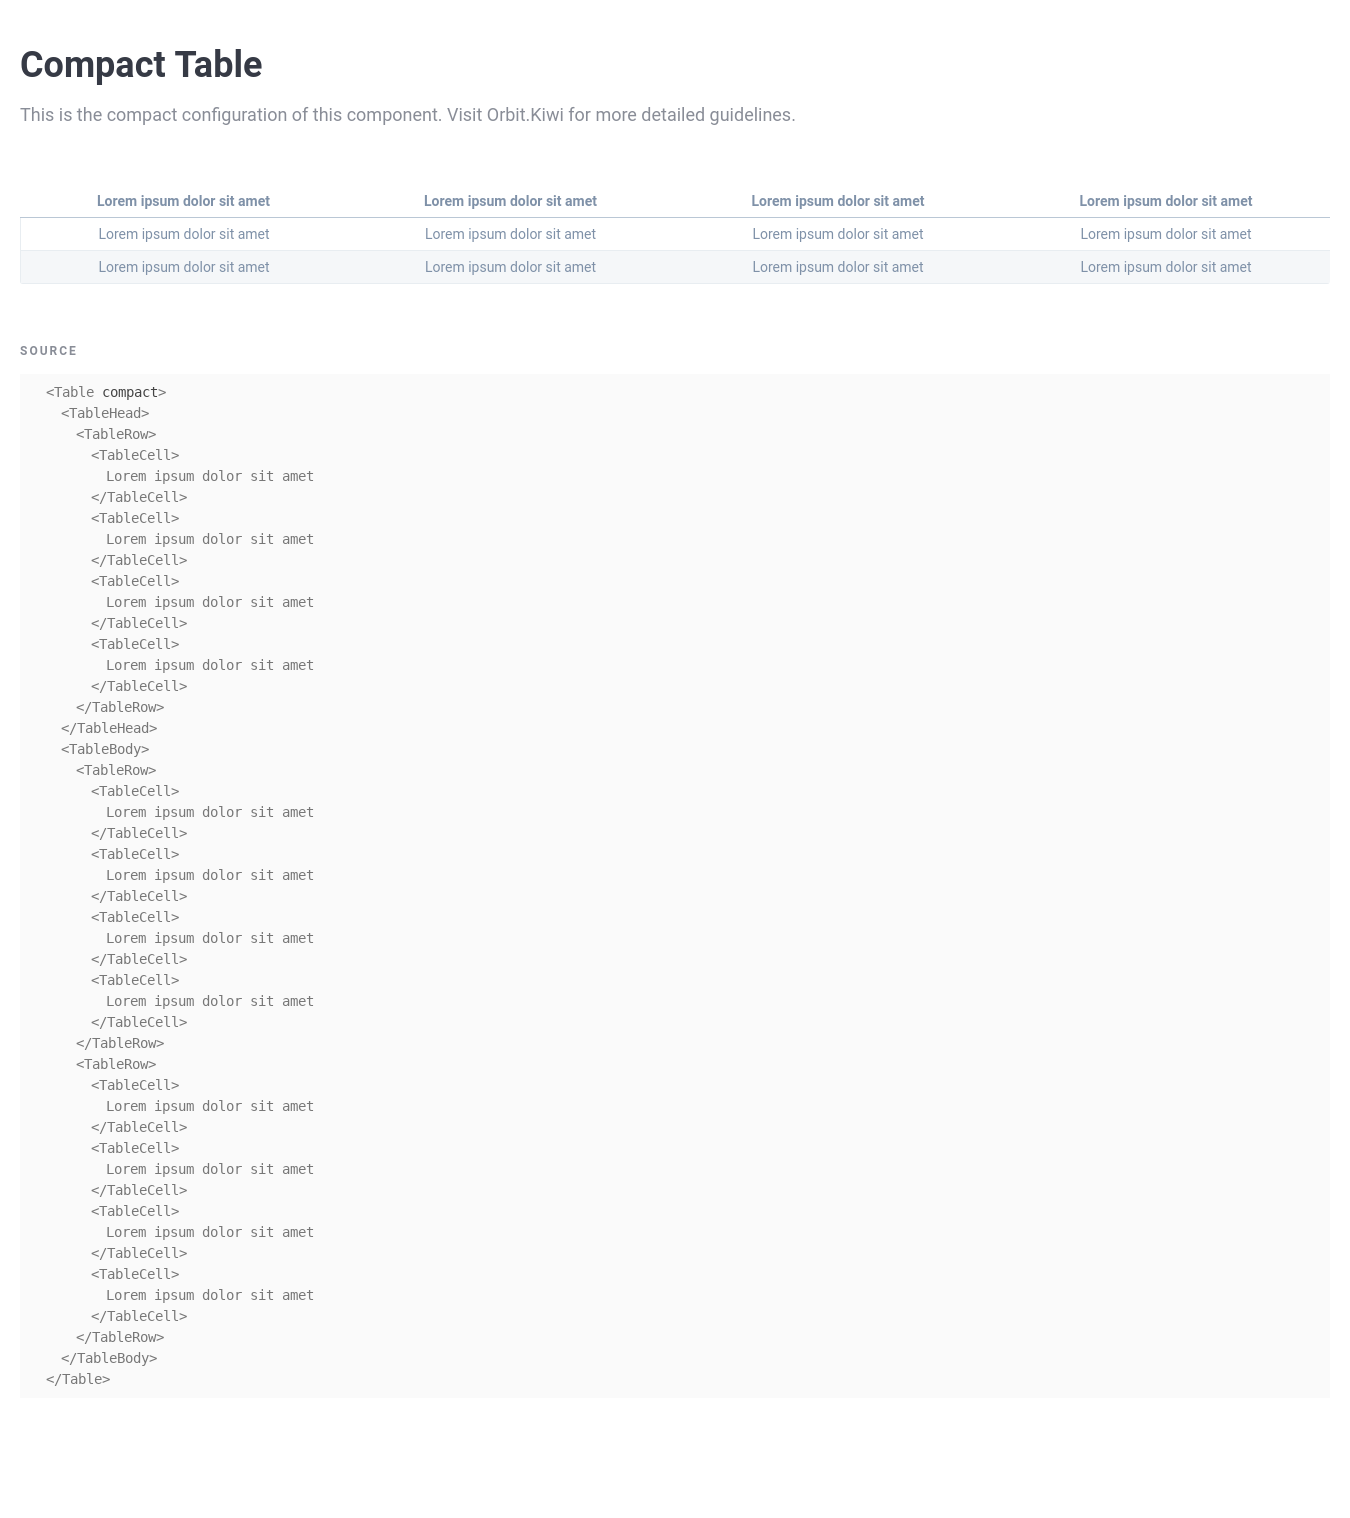 Compact Table
This is the compact configuration of this component. Visit Orbit.Kiwi for more detailed guidelines.
Lorem ipsum dolor sit amet Lorem ipsum dolor sit amet Lorem ipsum dolor sit amet Lorem ipsum dolor sit amet
Lorem ipsum dolor sit amet Lorem ipsum dolor sit amet Lorem ipsum dolor sit amet Lorem ipsum dolor sit amet
Lorem ipsum dolor sit amet Lorem ipsum dolor sit amet Lorem ipsum dolor sit amet Lorem ipsum dolor sit amet
SOURCE
<Table compact>
<TableHead>
<TableRow>
<TableCell>
Lorem ipsum dolor sit amet
</TableCell>
<TableCell>
Lorem ipsum dolor sit amet
</TableCell>
<TableCell>
Lorem ipsum dolor sit amet
</TableCell>
<TableCell>
Lorem ipsum dolor sit amet
</TableCell>
</TableRow>
</TableHead>
<TableBody>
<TableRow>
<TableCell>
Lorem ipsum dolor sit amet
</TableCell>
<TableCell>
Lorem ipsum dolor sit amet
</TableCell>
<TableCell>
Lorem ipsum dolor sit amet
</TableCell>
<TableCell>
Lorem ipsum dolor sit amet
</TableCell>
</TableRow>
<TableRow>
<TableCell>
Lorem ipsum dolor sit amet
</TableCell>
<TableCell>
Lorem ipsum dolor sit amet
</TableCell>
<TableCell>
Lorem ipsum dolor sit amet
</TableCell>
<TableCell>
Lorem ipsum dolor sit amet
</TableCell>
</TableRow>
</TableBody>
</Table>